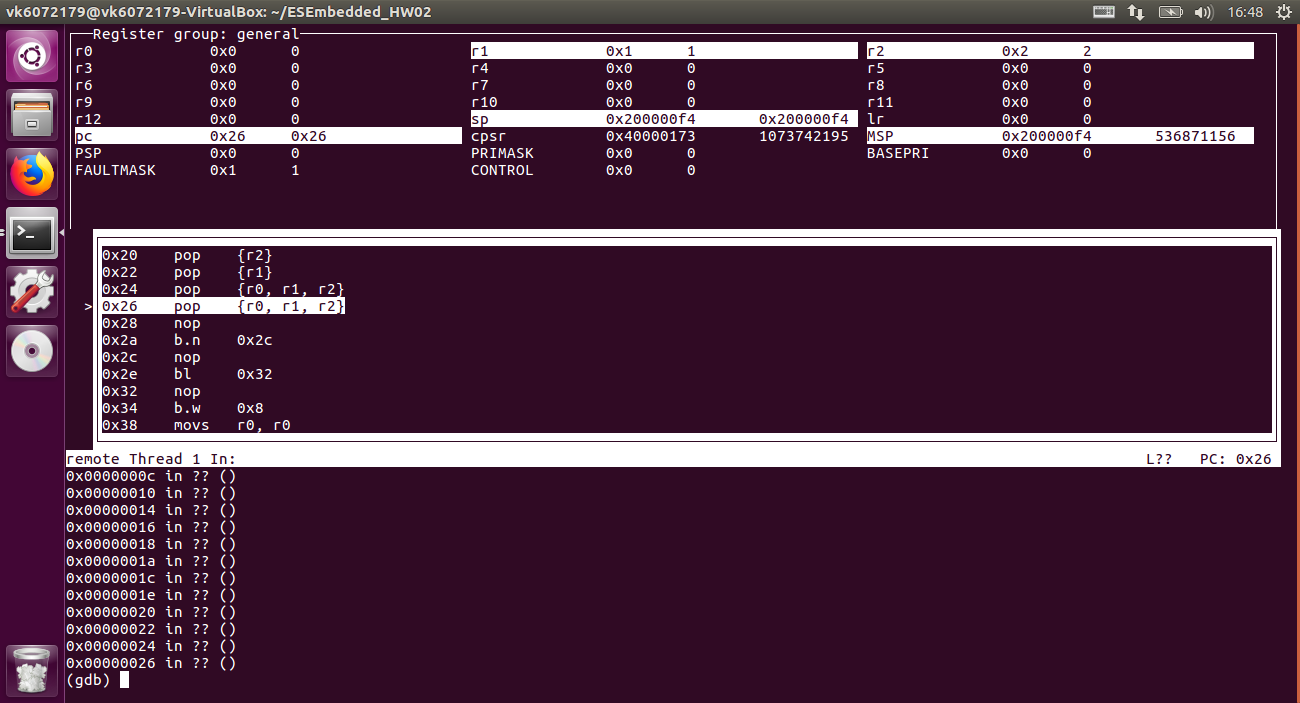 vk6072179@vk6072179-VirtualBox: ~/ESEmbedded_HW02 16:48
Register group: general
r0 0x0 0 r1 0x1 1 r2 0x2 2
r3 0x0 0 r4 0x0 0 r5 0x0 0
r6 0x0 0 r7 0x0 0 r8 0x0 0
r9 0x0 0 r10 0x0 0 r11 0x0 0
r12 0x0 0 sp 0x200000f4 0x200000f4 lr 0x0 0
pc 0x26 0x26 cpsr 0x40000173 1073742195 MSP 0x200000f4 536871156
PSP 0x0 0 PRIMASK 0x0 0 BASEPRI 0x0 0
FAULTMASK 0x1 1 CONTROL 0x0 0
0x20 pop {r2}
0x22 pop {r1}
0x24 pop {r0, r1, r2}
> 0x26 pop {r0, r1, r2}
0x28 nop
0x2a b.n 0x2c
0x2c nop
0x2e bl 0x32
0x32 nop
0x34 b.w 0x8
0x38 movs r0, r0
remote Thread 1 In: L?? PC: 0x26
0x0000000c in ?? ()
0x00000010 in ?? ()
0x00000014 in ?? ()
0x00000016 in ?? ()
0x00000018 in ?? ()
0x0000001a in ?? ()
0x0000001c in ?? ()
0x0000001e in ?? ()
0x00000020 in ?? ()
0x00000022 in ?? ()
0x00000024 in ?? ()
0x00000026 in ?? ()
(gdb)